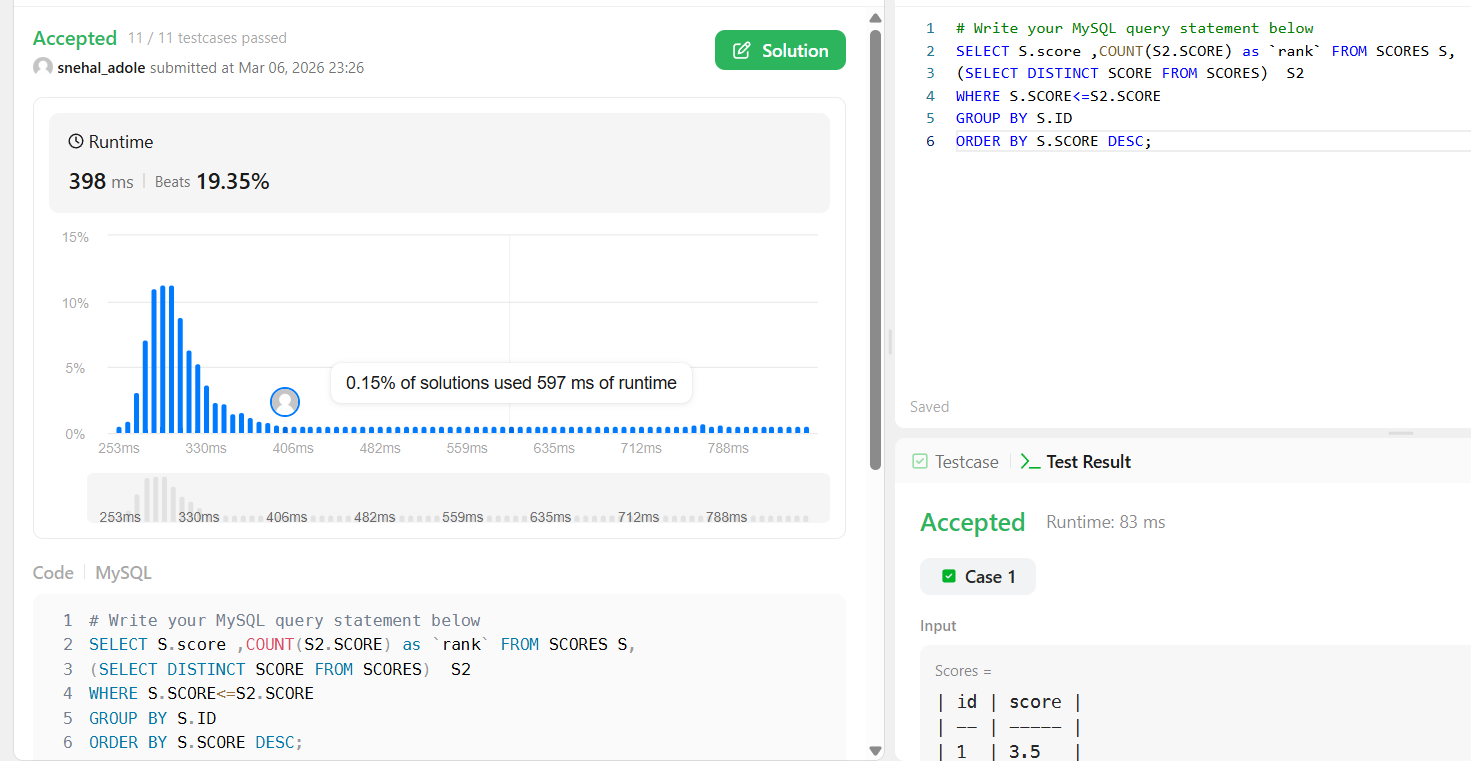 Accepted 11 / 11 testcases passed
snehal_adole submitted at Mar 06, 2026 23:26
Solution
Runtime
398 ms Beats 19.35%
15%
10%
5%
0%
0.15% of solutions used 597 ms of runtime
253ms 330ms 406ms 482ms 559ms 635ms 712ms 788ms
253ms 330ms 406ms 482ms 559ms 635ms 712ms 788ms
Code MySQL
1 # Write your MySQL query statement below
2 SELECT S.score ,COUNT(S2.SCORE) as `rank` FROM SCORES S,
3 (SELECT DISTINCT SCORE FROM SCORES)  S2
4 WHERE S.SCORE<=S2.SCORE
5 GROUP BY S.ID
6 ORDER BY S.SCORE DESC;
1 # Write your MySQL query statement below
2 SELECT S.score ,COUNT(S2.SCORE) as `rank` FROM SCORES S,
3 (SELECT DISTINCT SCORE FROM SCORES)  S2
4 WHERE S.SCORE<=S2.SCORE
5 GROUP BY S.ID
6 ORDER BY S.SCORE DESC;
Saved
Testcase Test Result
Accepted Runtime: 83 ms
Case 1
Input
Scores =
| id | score |
| -- | ----- |
| 1 | 3.5 |